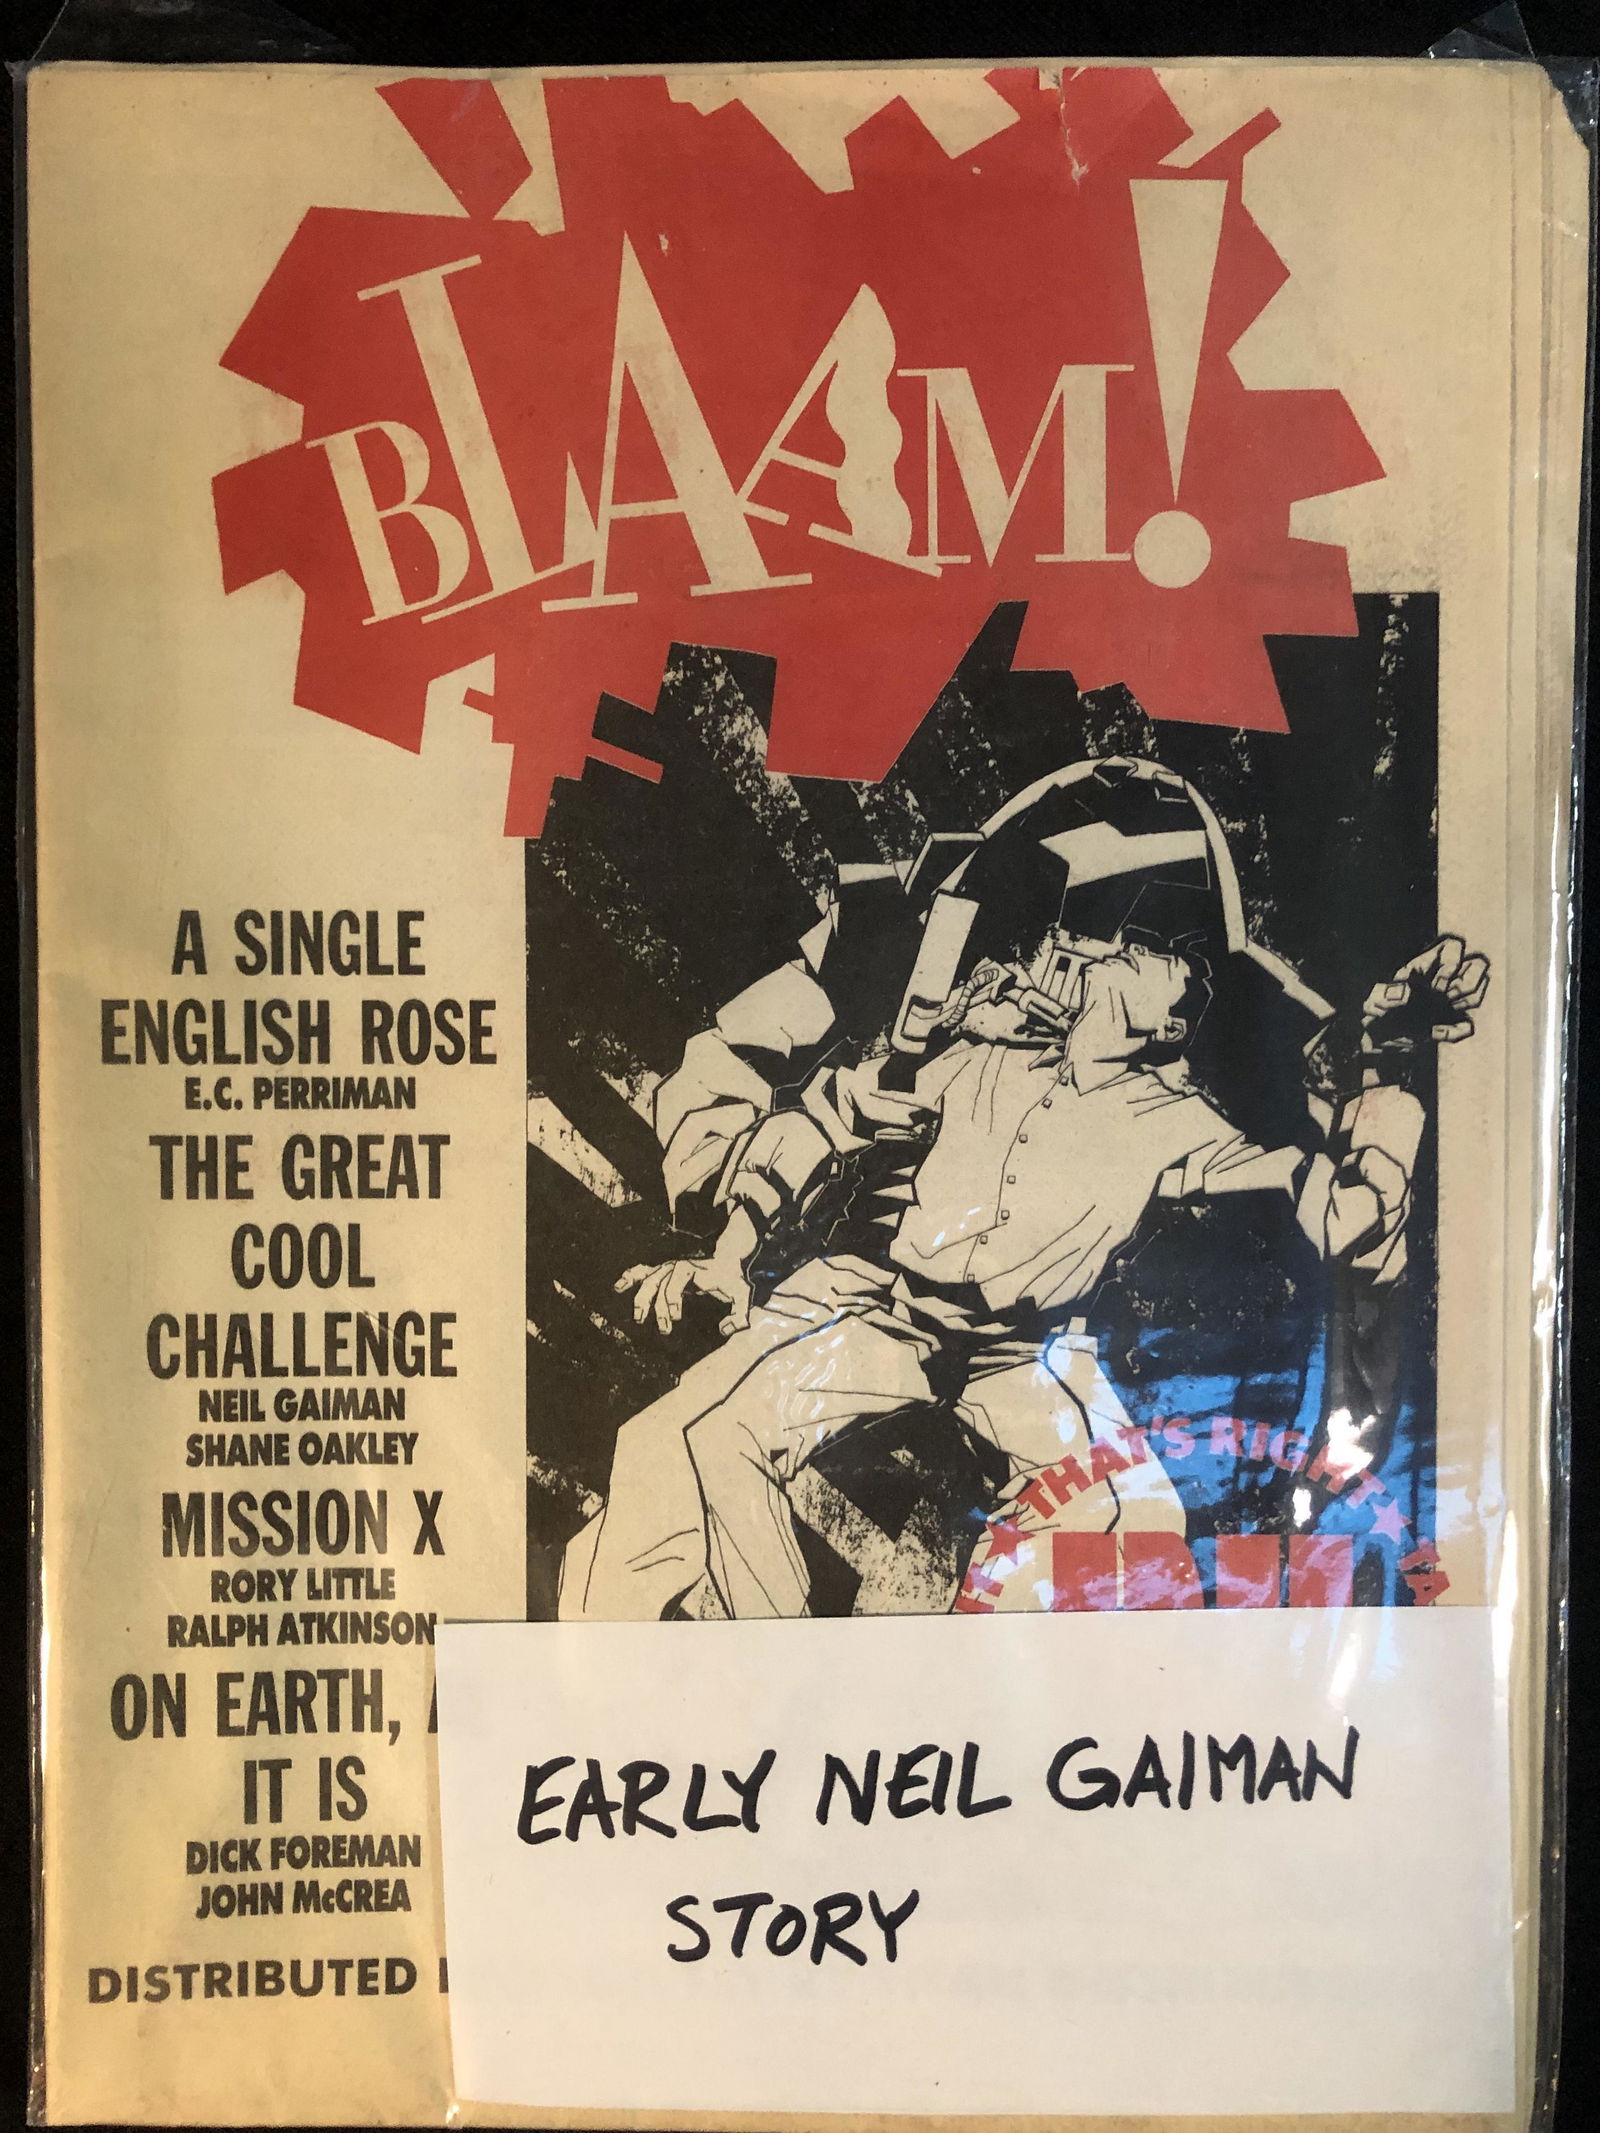 BLAAM!
A SINGLE
ENGLISH ROSE
E.C. PERRIMAN
THE GREAT
COOL
CHALLENGE
NEIL GAIMAN
SHANE OAKLEY
MISSION X
RORY LITTLE
RALPH ATKINSON
ON EARTH,
IT IS
DICK FOREMAN
JOHN McCREA
DISTRIBUTED
THAT'S RIGHT
EARLY NEIL GAIMAN
STORY